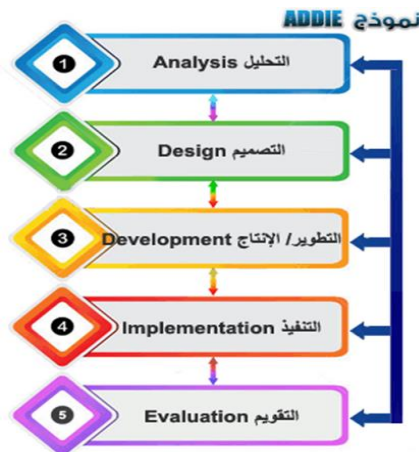 نموذج ADDIE
1
التحليل Analysis
2
التصميم Design
3
التطوير/ الإنتاج Development
4
التنفيذ Implementation
5
التقويم Evaluation